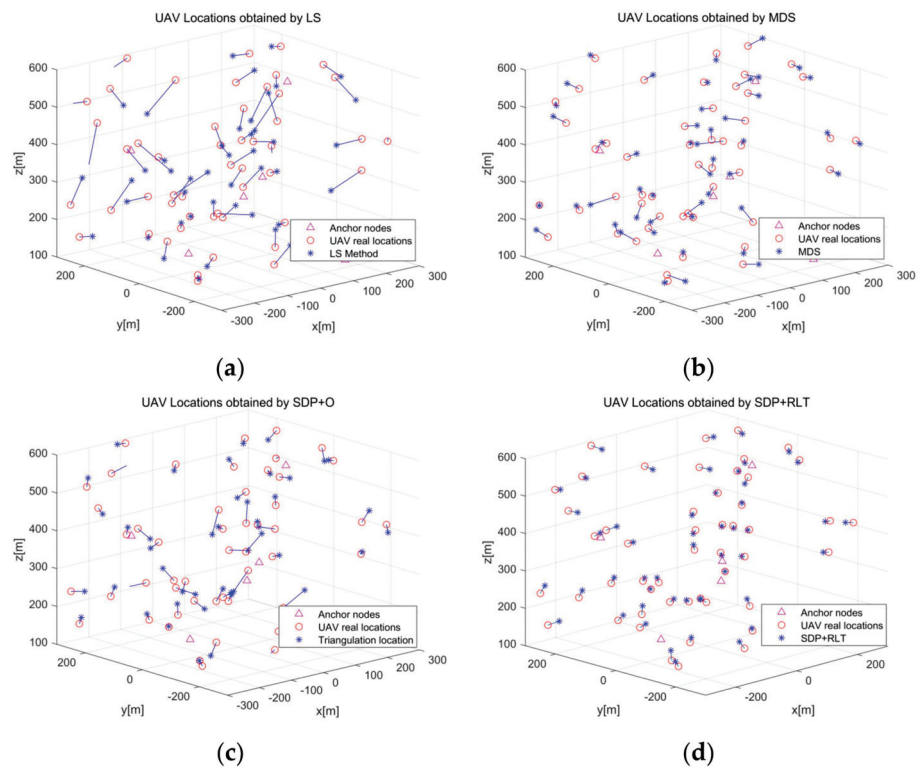 UAV Locations obtained by LS
600
500
400
300
200
100
z[m]
200
0
-200
y[m]
-300
-200
-100
0
100
200
300
x[m]
Anchor nodes
UAV real locations
LS Method
(a)
UAV Locations obtained by MDS
600
500
400
300
200
100
z[m]
200
0
-200
y[m]
-300
-200
-100
0
100
200
300
x[m]
Anchor nodes
UAV real locations
MDS
(b)
UAV Locations obtained by SDP+O
600
500
400
300
200
100
z[m]
200
0
-200
y[m]
-300
-200
-100
0
100
200
300
x[m]
Anchor nodes
UAV real locations
Triangulation location
(c)
UAV Locations obtained by SDP+RLT
600
500
400
300
200
100
z[m]
200
0
-200
y[m]
-200
0
200
x[m]
Anchor nodes
UAV real locations
SDP+RLT
(d)